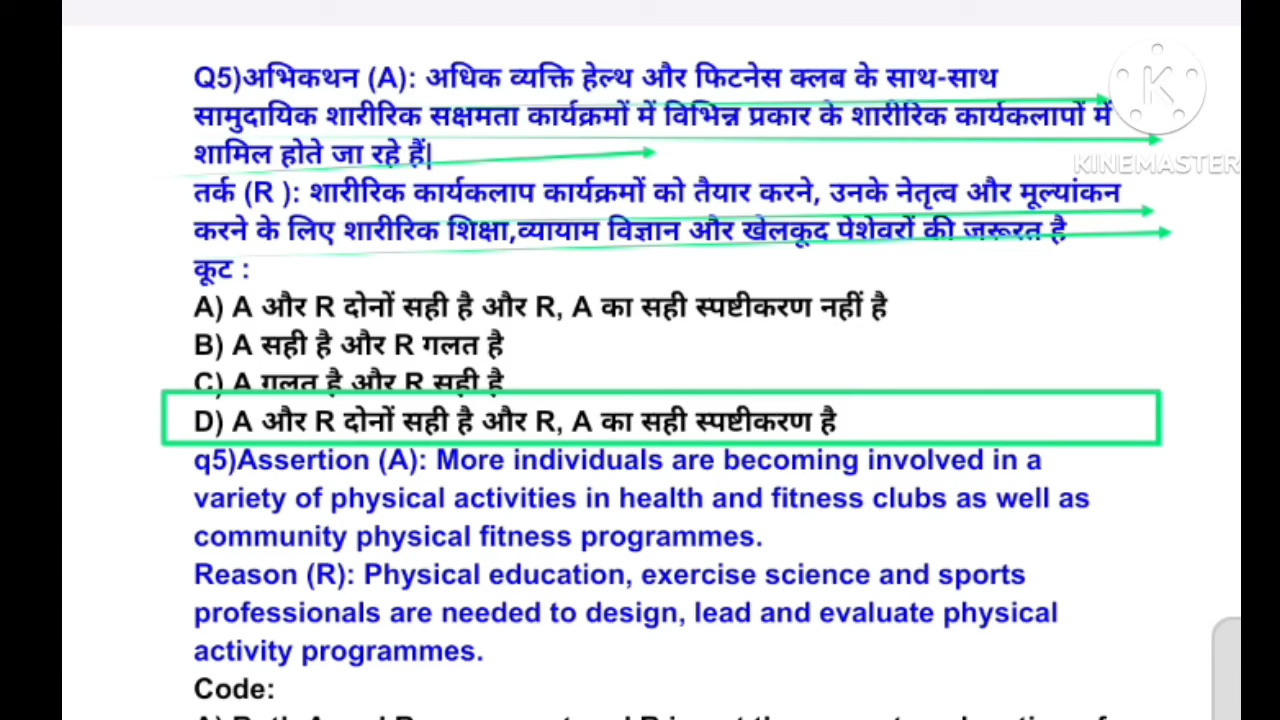 Q5)अभिकथन (A): अधिक व्यक्ति हेल्थ और फिटनेस क्लब के साथ-साथ
सामुदायिक शारीरिक सक्षमता कार्यक्रमों में विभिन्न प्रकार के शारीरिक कार्यकलापों में
शामिल होते जा रहे हैं|
तर्क (R ): शारीरिक कार्यकलाप कार्यक्रमों को तैयार करने, उनके नेतृत्व और मूल्यांकन
करने के लिए शारीरिक शिक्षा,व्यायाम विज्ञान और खेलकूद पेशेवरों की जरूरत है
कूट :
A) A और R दोनों सही है और R, A का सही स्पष्टीकरण नहीं है
B) A सही है और R गलत है
C) A गलत है और R सही है
D) A और R दोनों सही है और R, A का सही स्पष्टीकरण है
q5)Assertion (A): More individuals are becoming involved in a
variety of physical activities in health and fitness clubs as well as
community physical fitness programmes.
Reason (R): Physical education, exercise science and sports
professionals are needed to design, lead and evaluate physical
activity programmes.
Code:
K
KINEMASTER